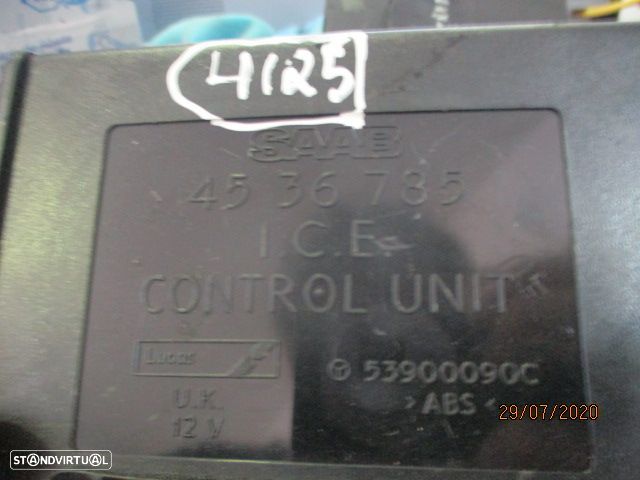 4125
SAAB
45 36 785
I.C.E.
CONTROL UNIT
Lucas
53900090C
U.K.
>ABS<
12 V
29/07/2020
STANDVIRTUAL